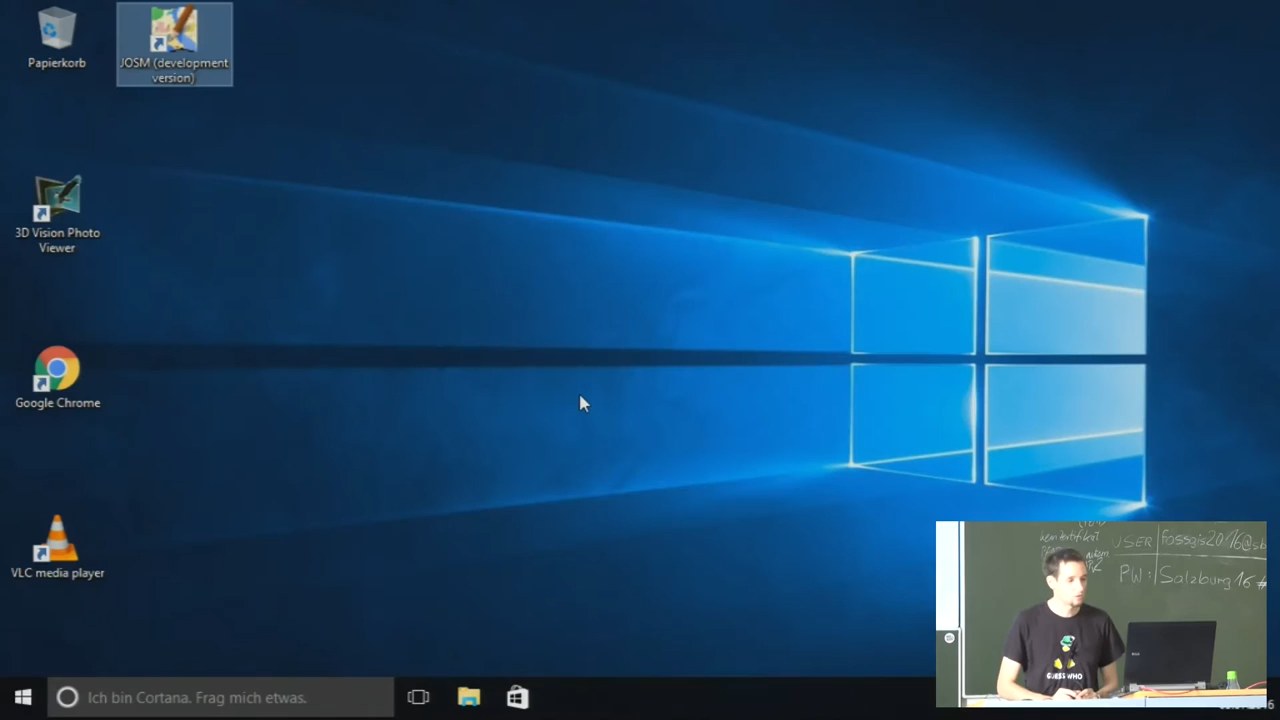 Papierkorb
JOSM (development
version)
3D Vision Photo
Viewer
Google Chrome
VLC media player
Ich bin Cortana. Frag mich etwas.
USER fossgis2016@sb
PW: Salzburg16#
GUESS WHO